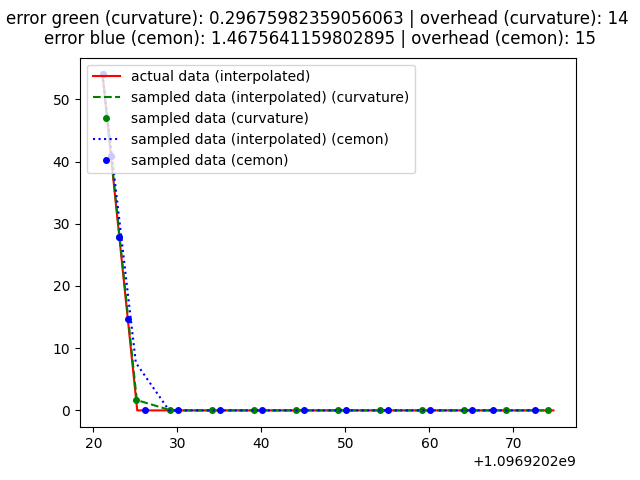 error green (curvature): 0.29675982359056063 | overhead (curvature): 14
error blue (cemon): 1.4675641159802895 | overhead (cemon): 15
actual data (interpolated)
sampled data (interpolated) (curvature)
sampled data (curvature)
sampled data (interpolated) (cemon)
sampled data (cemon)
50
40
30
20
10
0
20 30 40 50 60 70
+1.0969202e9